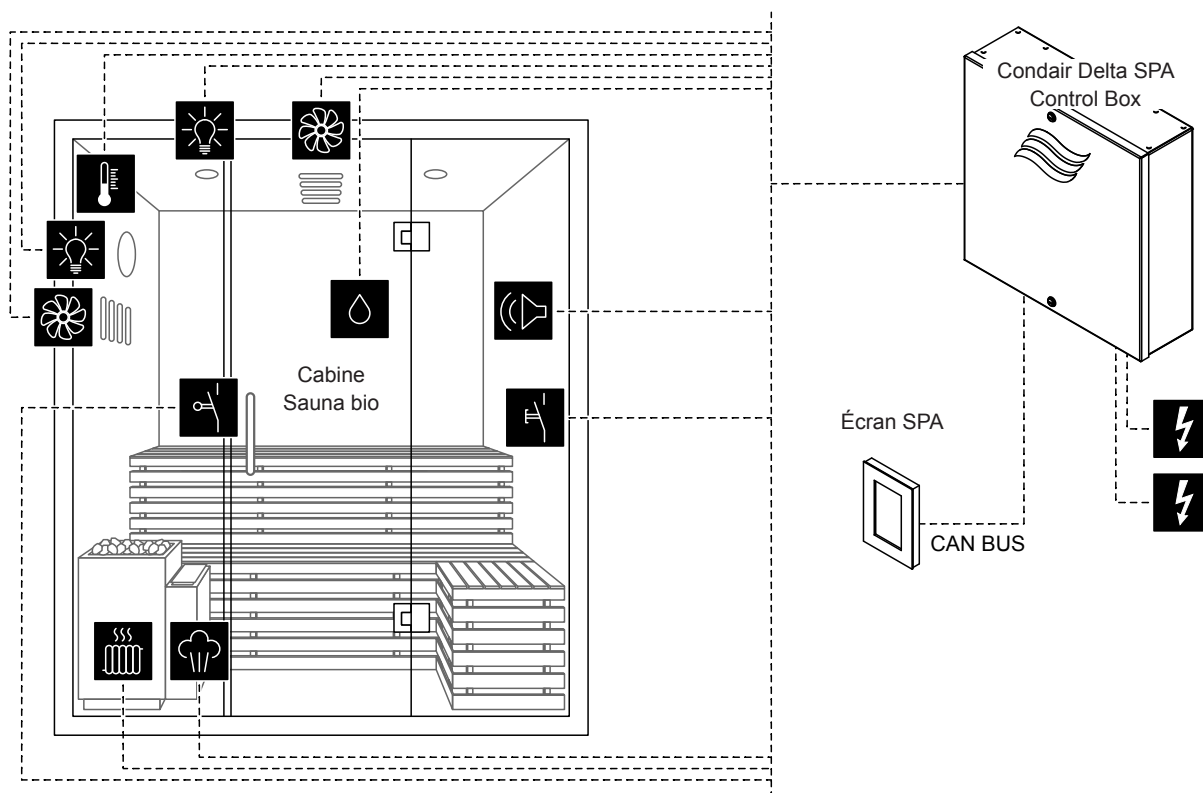 Condair Delta SPA
Control Box
Cabine
Sauna bio
Écran SPA
CAN BUS